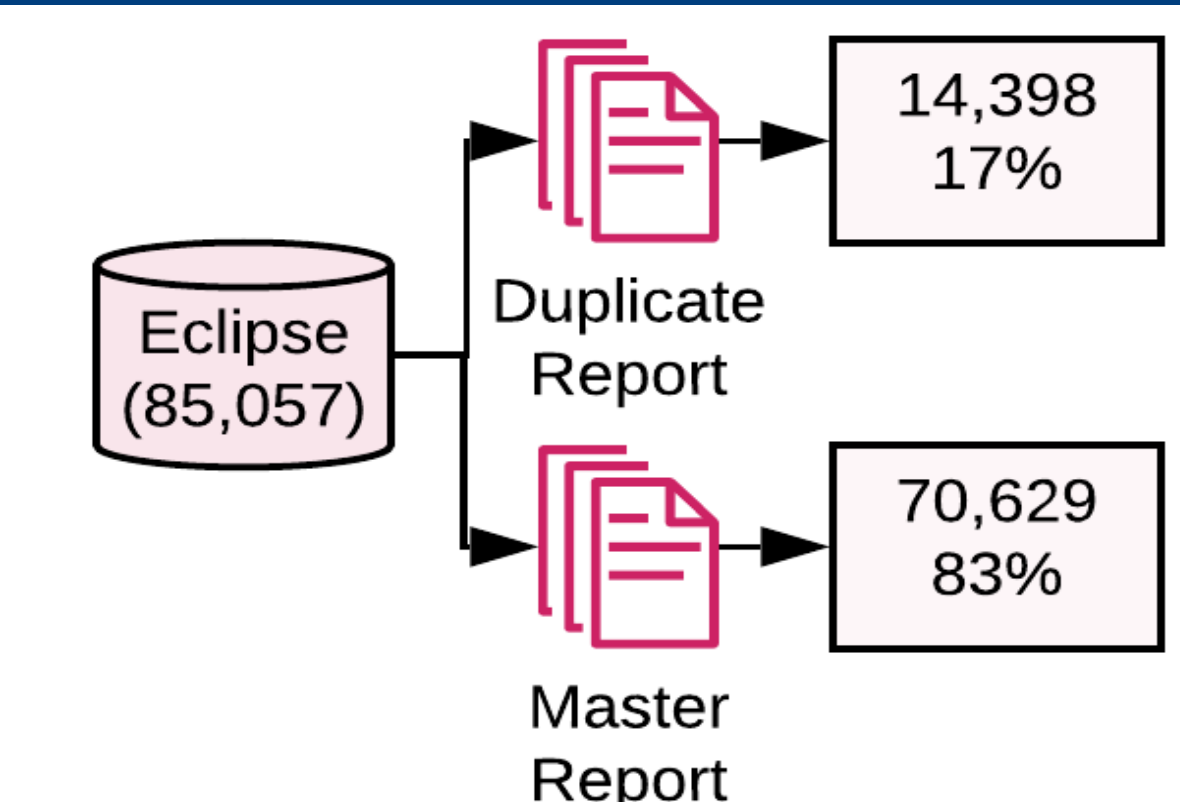 Eclipse
(85,057)
Duplicate
Report
14,398
17%
Master
Report
70,629
83%